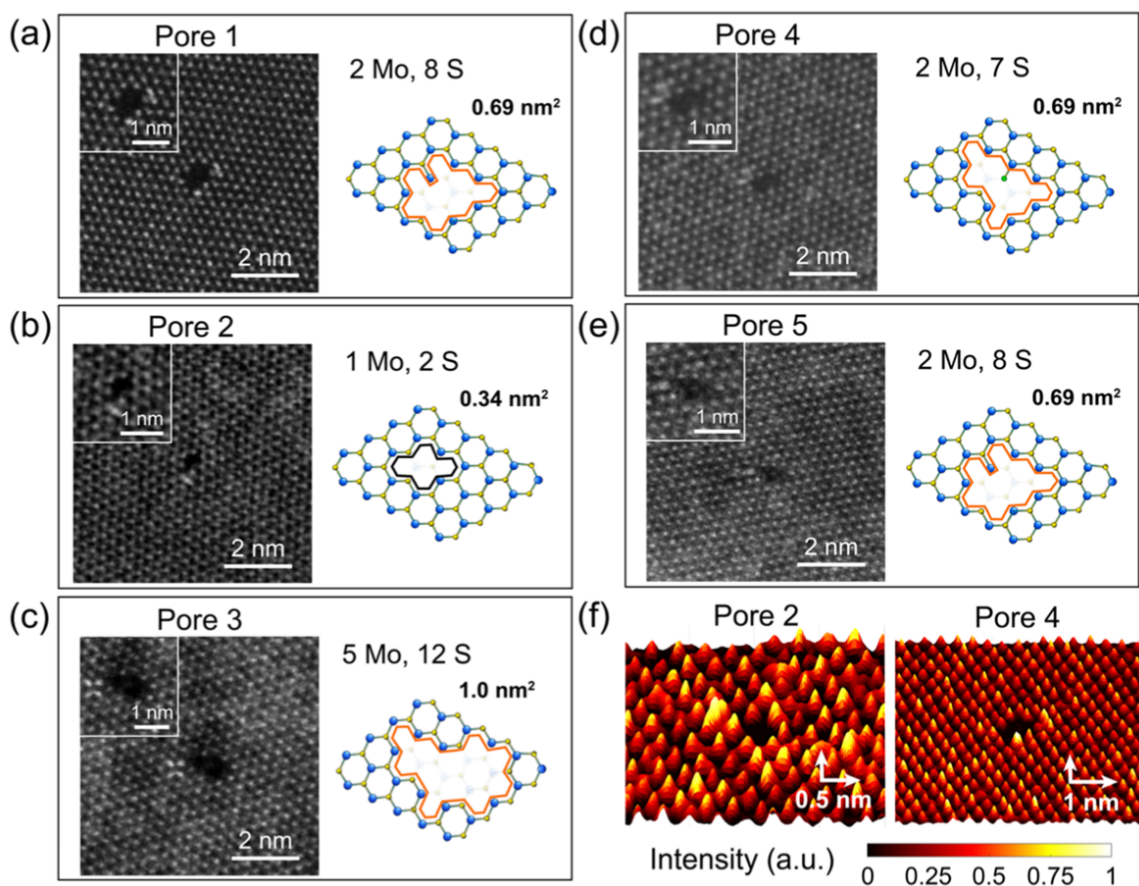 (a)
Pore 1
1 nm
2 nm
2 Mo, 8 S
0.69 nm²
(b)
Pore 2
1 nm
2 nm
1 Mo, 2 S
0.34 nm²
(c)
Pore 3
1 nm
2 nm
5 Mo, 12 S
1.0 nm²
(d)
Pore 4
1 nm
2 nm
2 Mo, 7 S
0.69 nm²
(e)
Pore 5
1 nm
2 nm
2 Mo, 8 S
0.69 nm²
(f)
Pore 2
Pore 4
0.5 nm
1 nm
Intensity (a.u.)
0 0.25 0.5 0.75 1